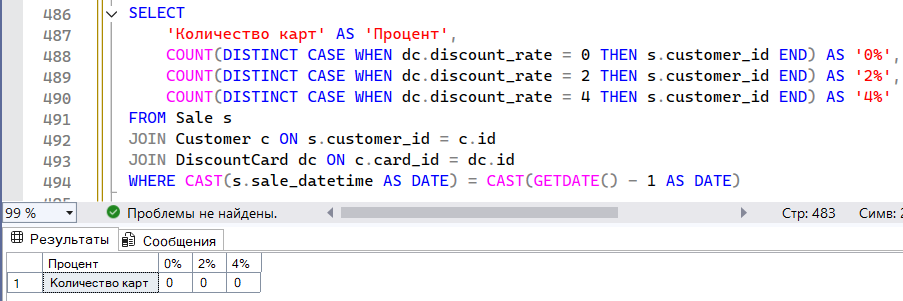 486 SELECT
487 'Количество карт' AS 'Процент',
488 COUNT(DISTINCT CASE WHEN dc.discount_rate = 0 THEN s.customer_id END) AS '0%',
489 COUNT(DISTINCT CASE WHEN dc.discount_rate = 2 THEN s.customer_id END) AS '2%',
490 COUNT(DISTINCT CASE WHEN dc.discount_rate = 4 THEN s.customer_id END) AS '4%'
491 FROM Sale s
492 JOIN Customer c ON s.customer_id = c.id
493 JOIN DiscountCard dc ON c.card_id = dc.id
494 WHERE CAST(s.sale_datetime AS DATE) = CAST(GETDATE() - 1 AS DATE)
99 % Проблемы не найдены. Стр: 483 Симв: 2
Результаты Сообщения
Процент 0% 2% 4%
1 Количество карт 0 0 0